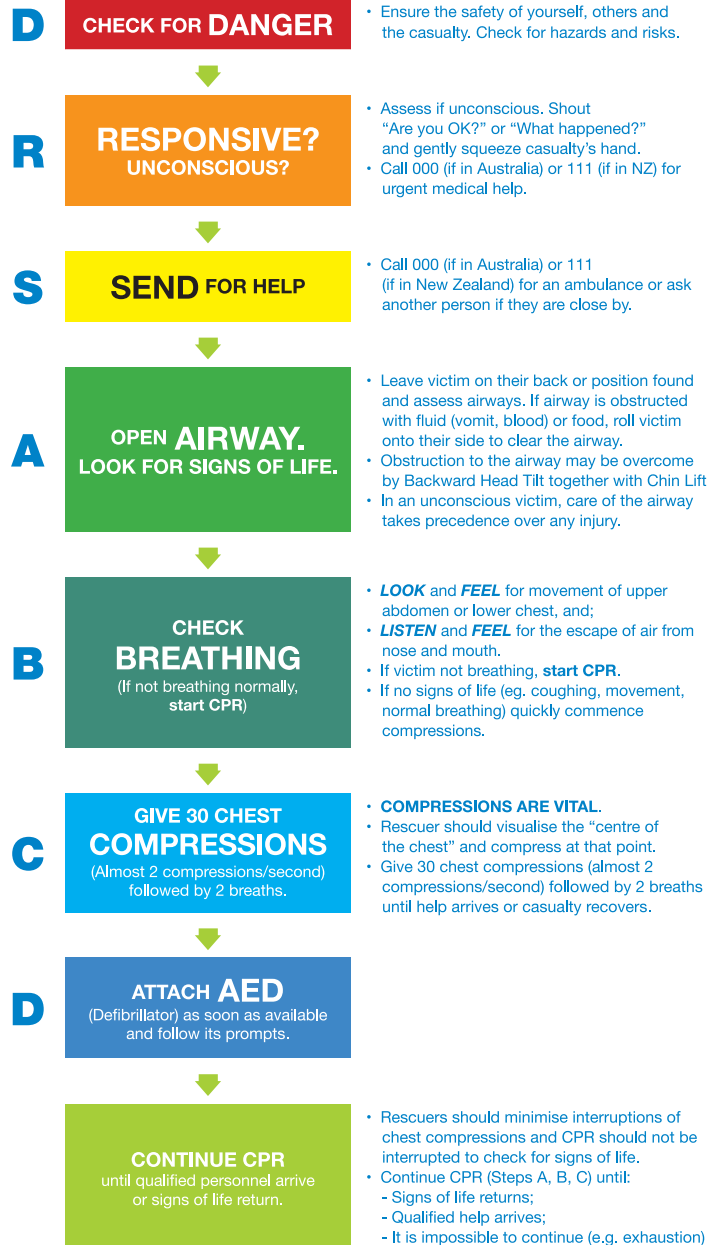 D
CHECK FOR DANGER
• Ensure the safety of yourself, others and
the casualty. Check for hazards and risks.
R
RESPONSIVE?
UNCONSCIOUS?
• Assess if unconscious. Shout
“Are you OK?” or “What happened?”
and gently squeeze casualty’s hand.
• Call 000 (if in Australia) or 111 (if in NZ) for
urgent medical help.
S
SEND FOR HELP
• Call 000 (if in Australia) or 111
(if in New Zealand) for an ambulance or ask
another person if they are close by.
A
OPEN AIRWAY.
LOOK FOR SIGNS OF LIFE.
• Leave victim on their back or position found
and assess airways. If airway is obstructed
with fluid (vomit, blood) or food, roll victim
onto their side to clear the airway.
• Obstruction to the airway may be overcome
by Backward Head Tilt together with Chin Lift
• In an unconscious victim, care of the airway
takes precedence over any injury.
B
CHECK
BREATHING
(If not breathing normally,
start CPR)
• LOOK and FEEL for movement of upper
abdomen or lower chest, and;
• LISTEN and FEEL for the escape of air from
nose and mouth.
• If victim not breathing, start CPR.
• If no signs of life (eg. coughing, movement,
normal breathing) quickly commence
compressions.
C
GIVE 30 CHEST
COMPRESSIONS
(Almost 2 compressions/second)
followed by 2 breaths.
• COMPRESSIONS ARE VITAL.
• Rescuer should visualise the “centre of
the chest” and compress at that point.
• Give 30 chest compressions (almost 2
compressions/second) followed by 2 breaths
until help arrives or casualty recovers.
D
ATTACH AED
(Defibrillator) as soon as available
and follow its prompts.
CONTINUE CPR
until qualified personnel arrive
or signs of life return.
• Rescuers should minimise interruptions of
chest compressions and CPR should not be
interrupted to check for signs of life.
• Continue CPR (Steps A, B, C) until:
- Signs of life returns;
- Qualified help arrives;
- It is impossible to continue (e.g. exhaustion)